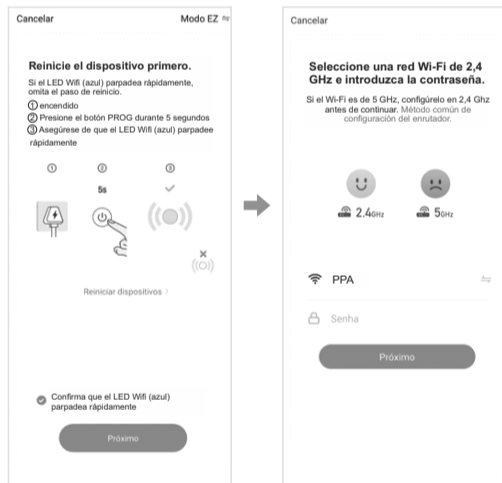 Cancelar
Modo EZ
Reinicie el dispositivo primero.
Si el LED Wifi (azul) parpadea rápidamente,
omita el paso de reinicio.
① encendido
② Presione el botón PROG durante 5 segundos
③ Asegúrese de que el LED Wifi (azul) parpadee
rápidamente
① ② ③
5s
Reiniciar dispositivos
Confirma que el LED Wifi (azul)
parpadea rápidamente
Próximo
Cancelar
Seleccione una red Wi-Fi de 2,4
GHz e introduzca la contraseña.
Si el Wi-Fi es de 5 GHz, configúrelo en 2,4 Ghz
antes de continuar. Método común de
configuración del enrutador.
2.4GHz
5GHz
PPA
Senha
Próximo